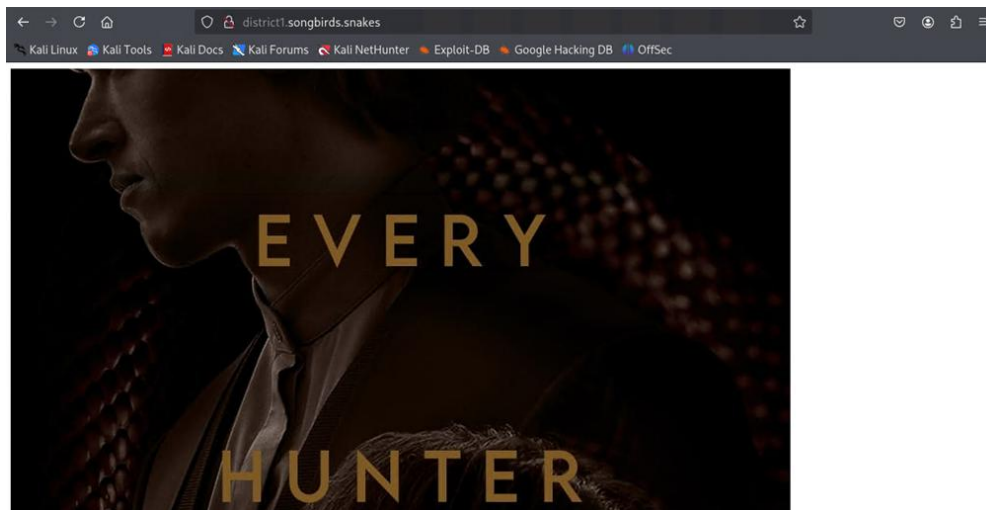 district1.songbirds.snakes
Kali Linux Kali Tools Kali Docs Kali Forums Kali NetHunter Exploit-DB Google Hacking DB OffSec
EVERY
HUNTER